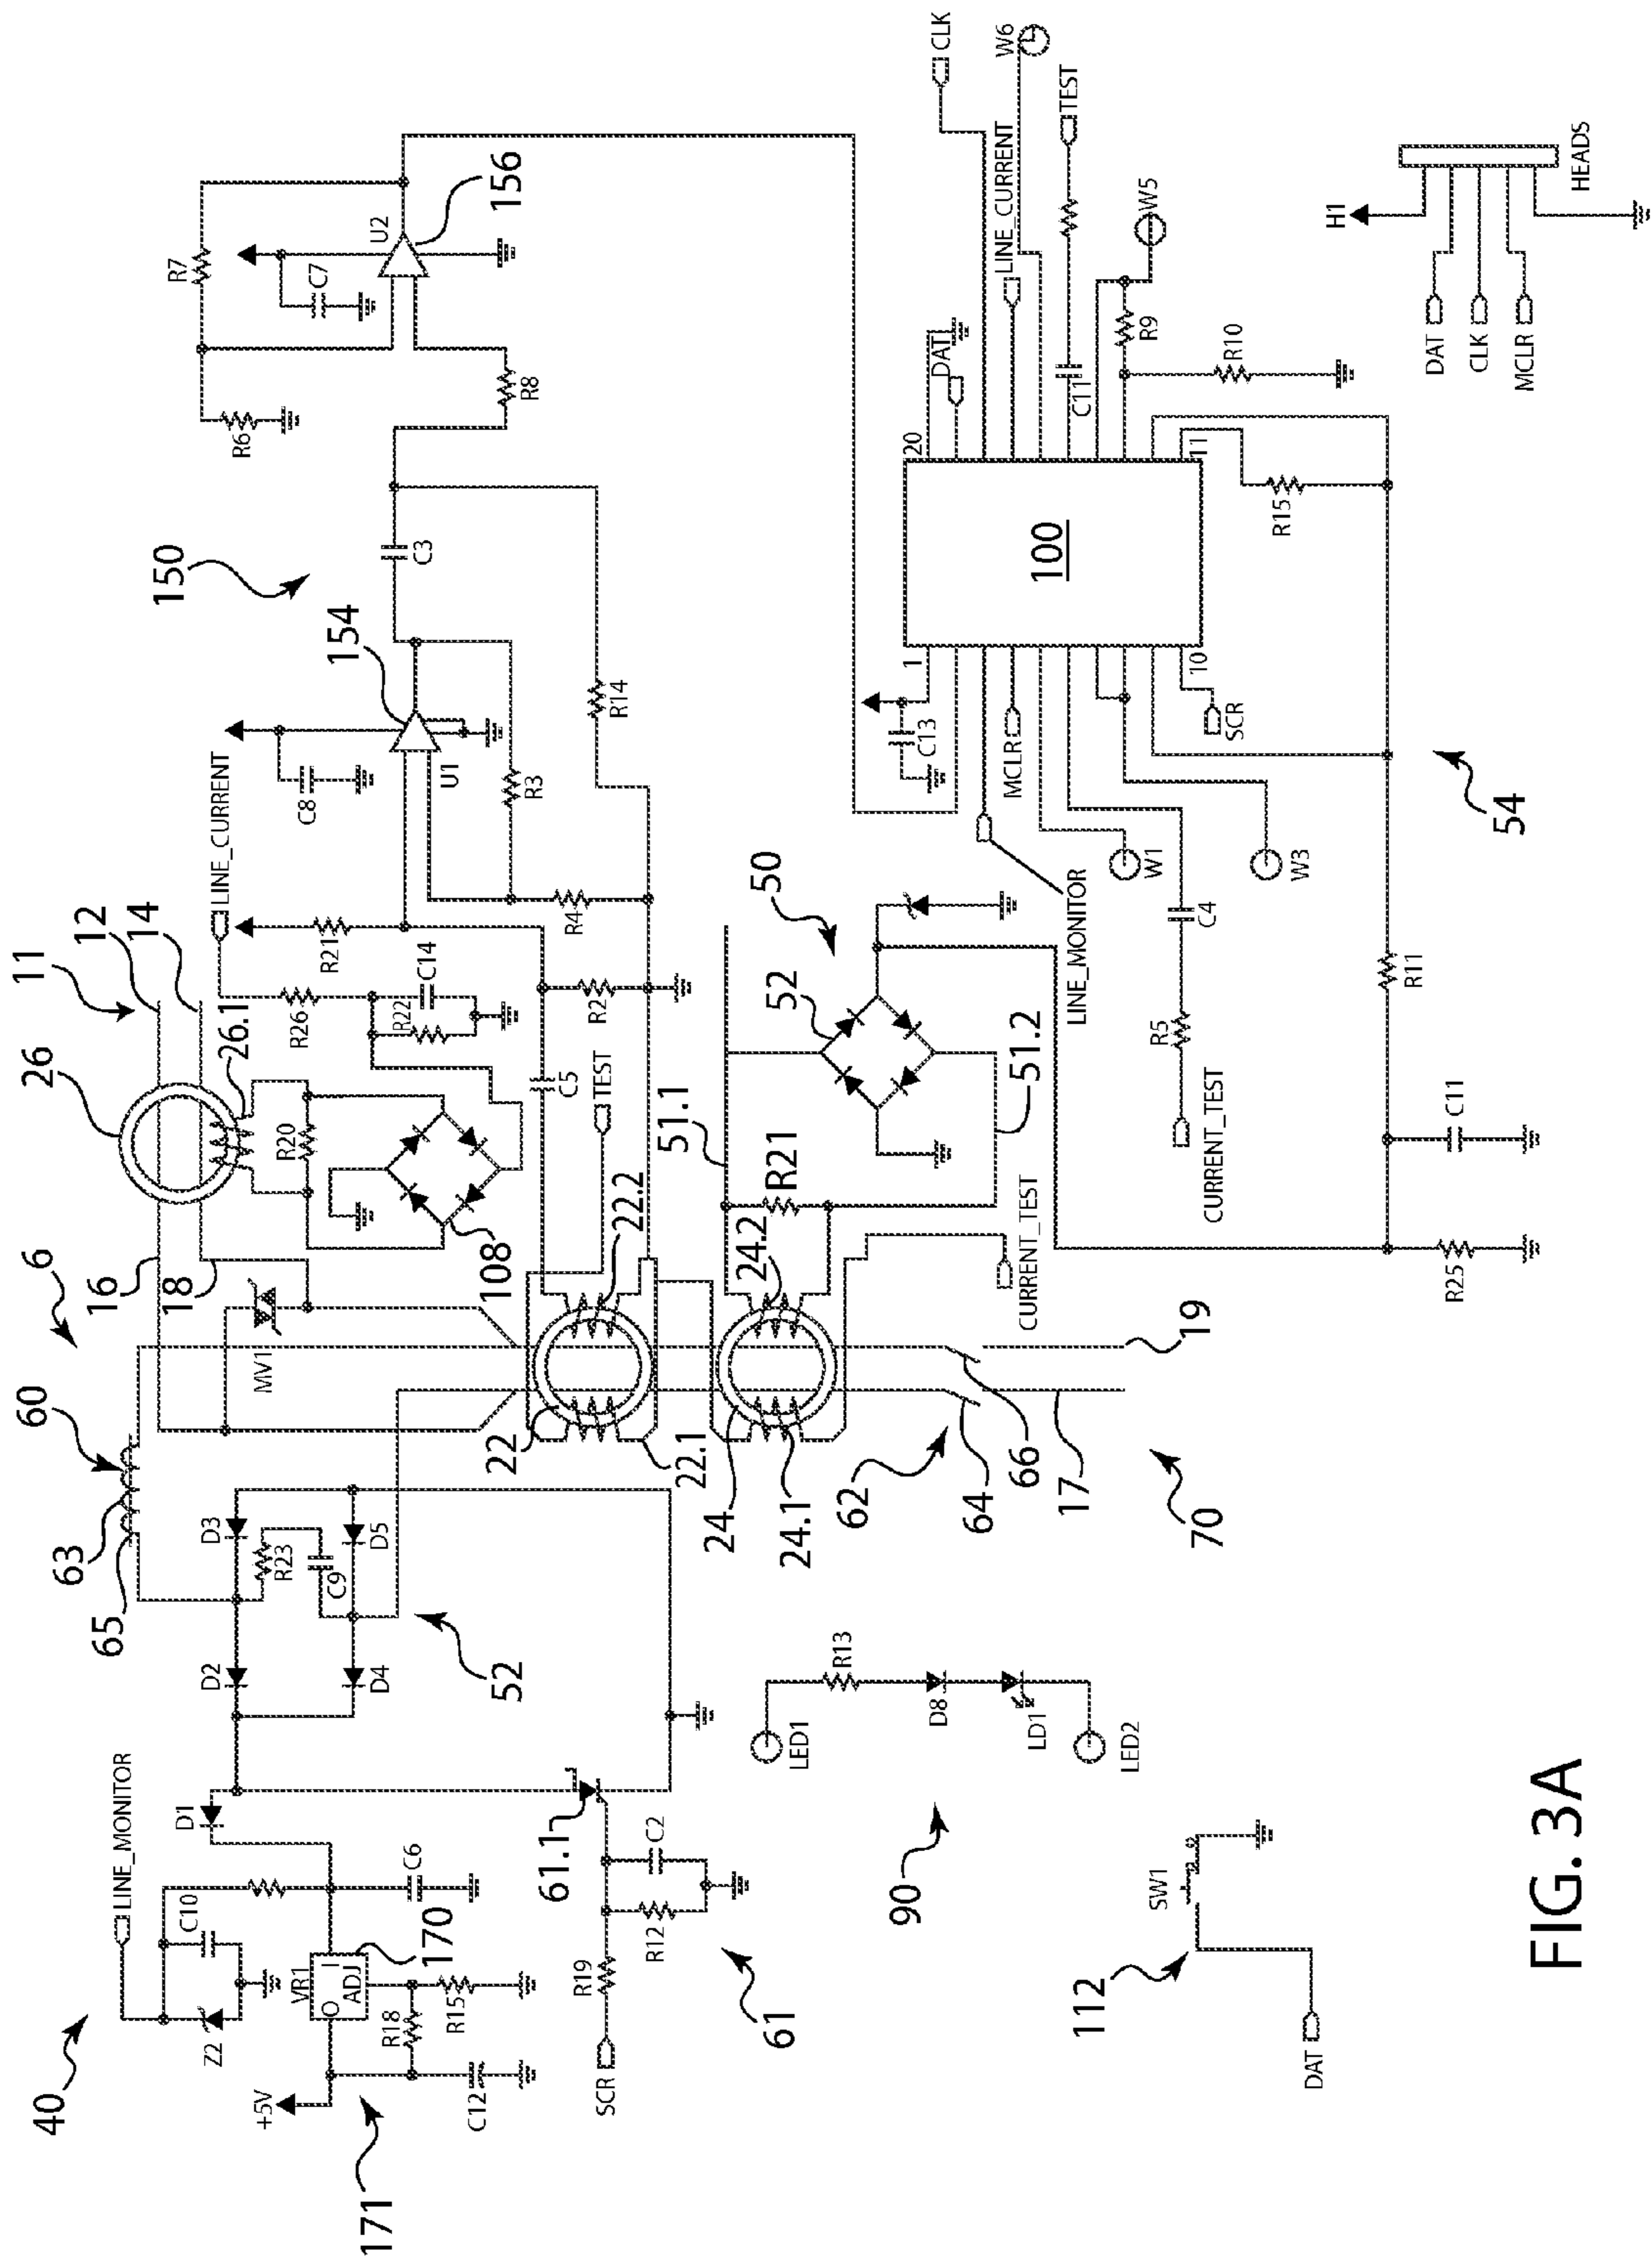 40
LINE_MONITOR
C10
Z2
D1
VR1
O
I
ADJ
170
C6
+5V
R18
R15
C12
171
SCR
R19
R12
C2
61.1
61
65
63
60
D2
D3
R23
C9
D4
D5
52
6
16
18
MV1
26
26.1
R20
108
11
12
14
LINE_CURRENT
R26
R22
C14
R21
C8
154
U1
R3
R4
R2
C5
TEST
R14
150
C3
R6
R7
C7
U2
156
R8
22
22.1
22.2
24
24.1
24.2
51.1
R21
51.2
50
52
CURRENT_TEST
62
64
66
17
19
70
90
LED1
R13
D8
LD1
LED2
112
SW1
DAT
LINE_MONITOR
MCLR
C13
1
10
SCR
W1
W3
C4
R5
CURRENT_TEST
100
20
11
DAT
CLK
LINE_CURRENT
W6
TEST
C11
W5
R9
R10
R15
54
R11
C11
R25
H1
DAT
CLK
MCLR
HEADS
FIG. 3A